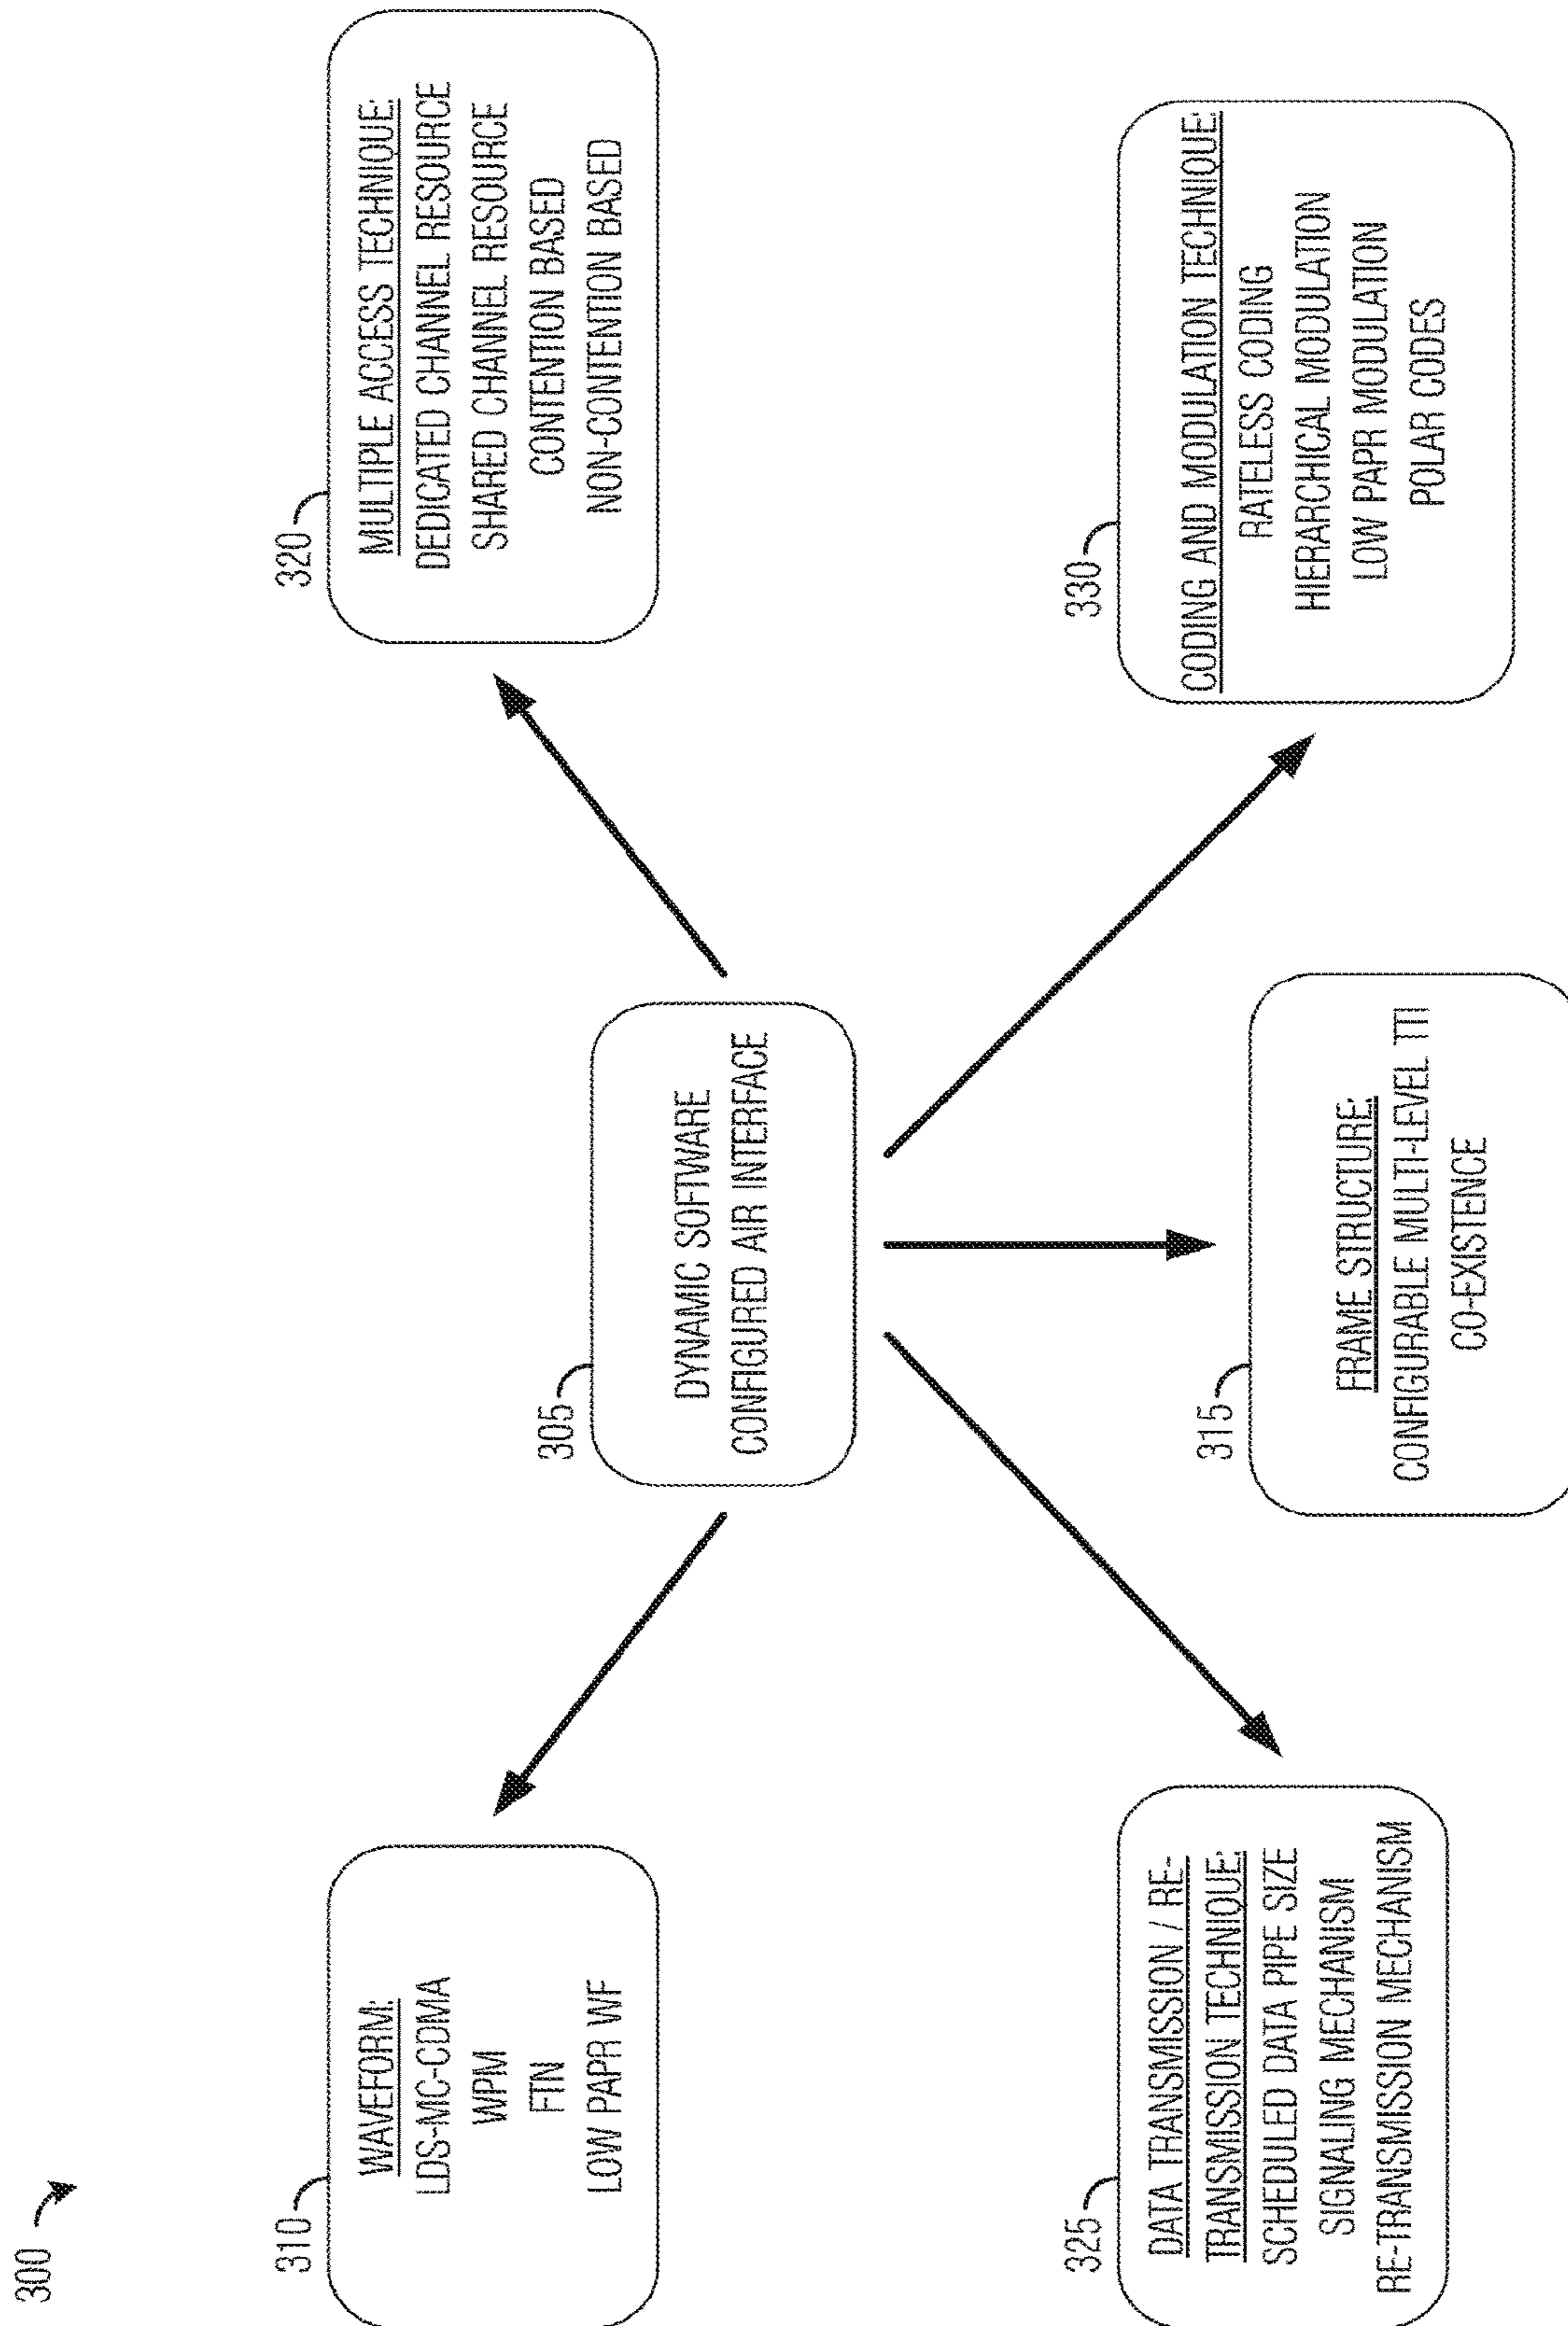 300
310
WAVEFORM:
LDS-MC-CDMA
WPM
FTN
LOW PAPR WF
320
MULTIPLE ACCESS TECHNIQUE:
DEDICATED CHANNEL RESOURCE
SHARED CHANNEL RESOURCE
CONTENTION BASED
NON-CONTENTION BASED
305
DYNAMIC SOFTWARE
CONFIGURED AIR INTERFACE
325
DATA TRANSMISSION / RE-
TRANSMISSION TECHNIQUE:
SCHEDULED DATA PIPE SIZE
SIGNALING MECHANISM
RE-TRANSMISSION MECHANISM
315
FRAME STRUCTURE:
CONFIGURABLE MULTI-LEVEL TTI
CO-EXISTENCE
330
CODING AND MODULATION TECHNIQUE:
RATELESS CODING
HIERARCHICAL MODULATION
LOW PAPR MODULATION
POLAR CODES